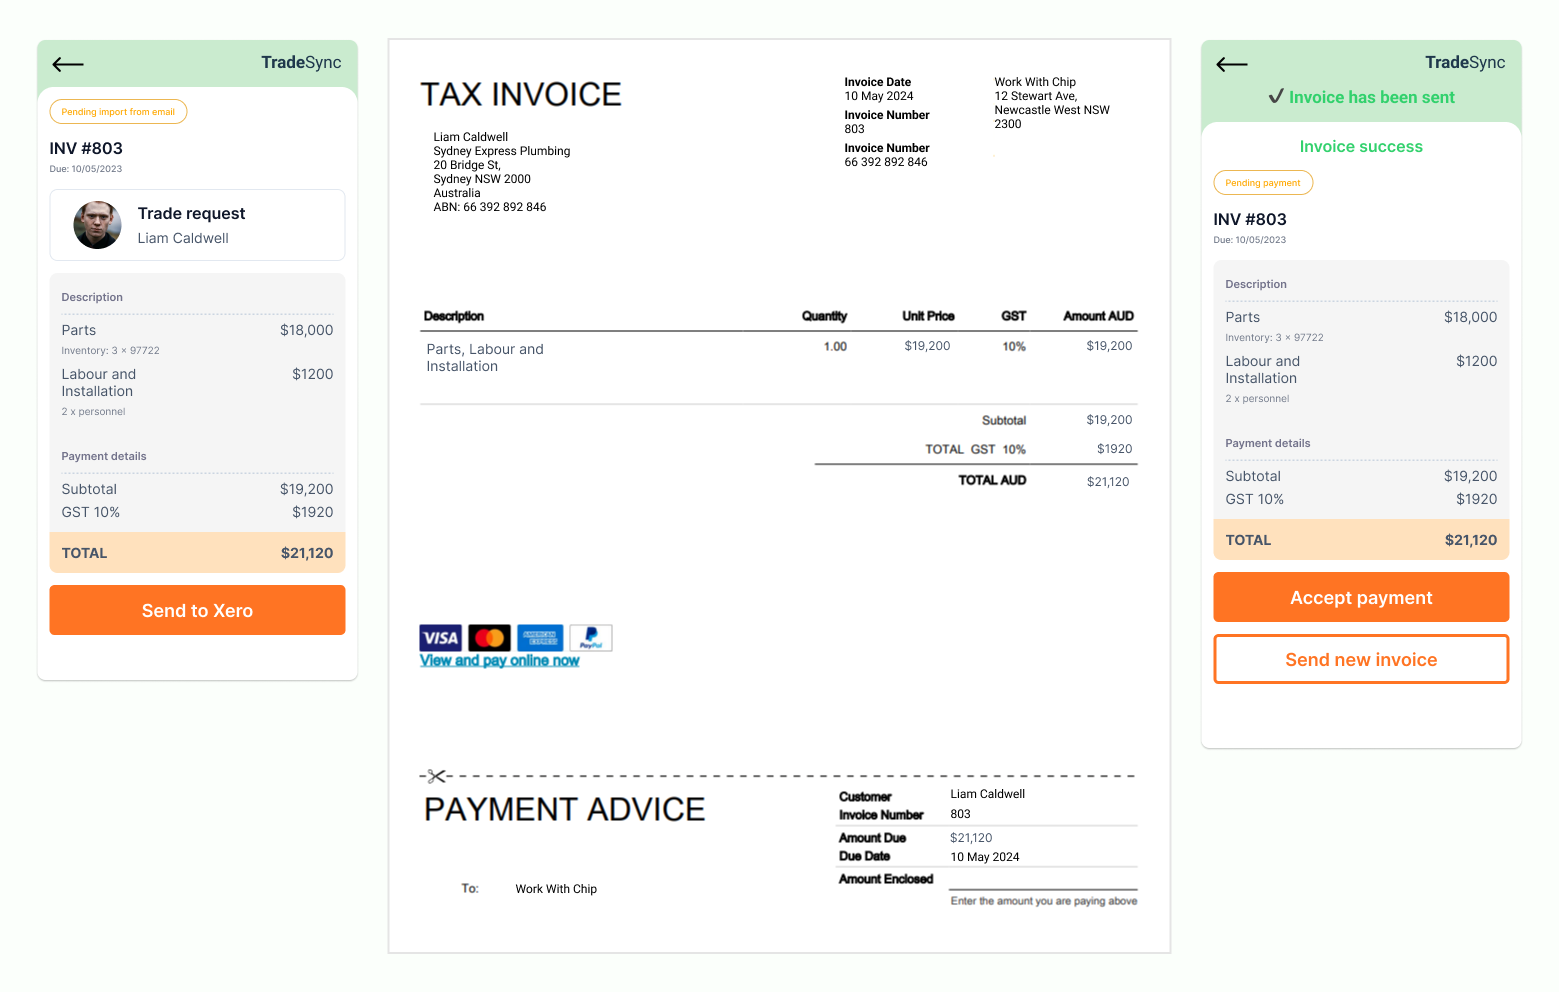 TradeSync
Pending import from email
INV #803
Due: 10/05/2023
Trade request
Liam Caldwell
Description
Parts $18,000
Inventory: 3 × 97722
Labour and $1200
Installation
2 x personnel
Payment details
Subtotal $19,200
GST 10% $1920
TOTAL $21,120
Send to Xero
TAX INVOICE
Liam Caldwell
Sydney Express Plumbing
20 Bridge St,
Sydney NSW 2000
Australia
ABN: 66 392 892 846
Invoice Date
10 May 2024
Invoice Number
803
Invoice Number
66 392 892 846
Work With Chip
12 Stewart Ave,
Newcastle West NSW
2300
Description Quantity Unit Price GST Amount AUD
Parts, Labour and 1.00 $19,200 10% $19,200
Installation
Subtotal $19,200
TOTAL GST 10% $1920
TOTAL AUD $21,120
VISA AMERICAN EXPRESS PayPal
View and pay online now
PAYMENT ADVICE
To: Work With Chip
Customer Liam Caldwell
Invoice Number 803
Amount Due $21,120
Due Date 10 May 2024
Amount Enclosed
Enter the amount you are paying above
TradeSync
✓ Invoice has been sent
Invoice success
Pending payment
INV #803
Due: 10/05/2023
Description
Parts $18,000
Inventory: 3 × 97722
Labour and $1200
Installation
2 x personnel
Payment details
Subtotal $19,200
GST 10% $1920
TOTAL $21,120
Accept payment
Send new invoice